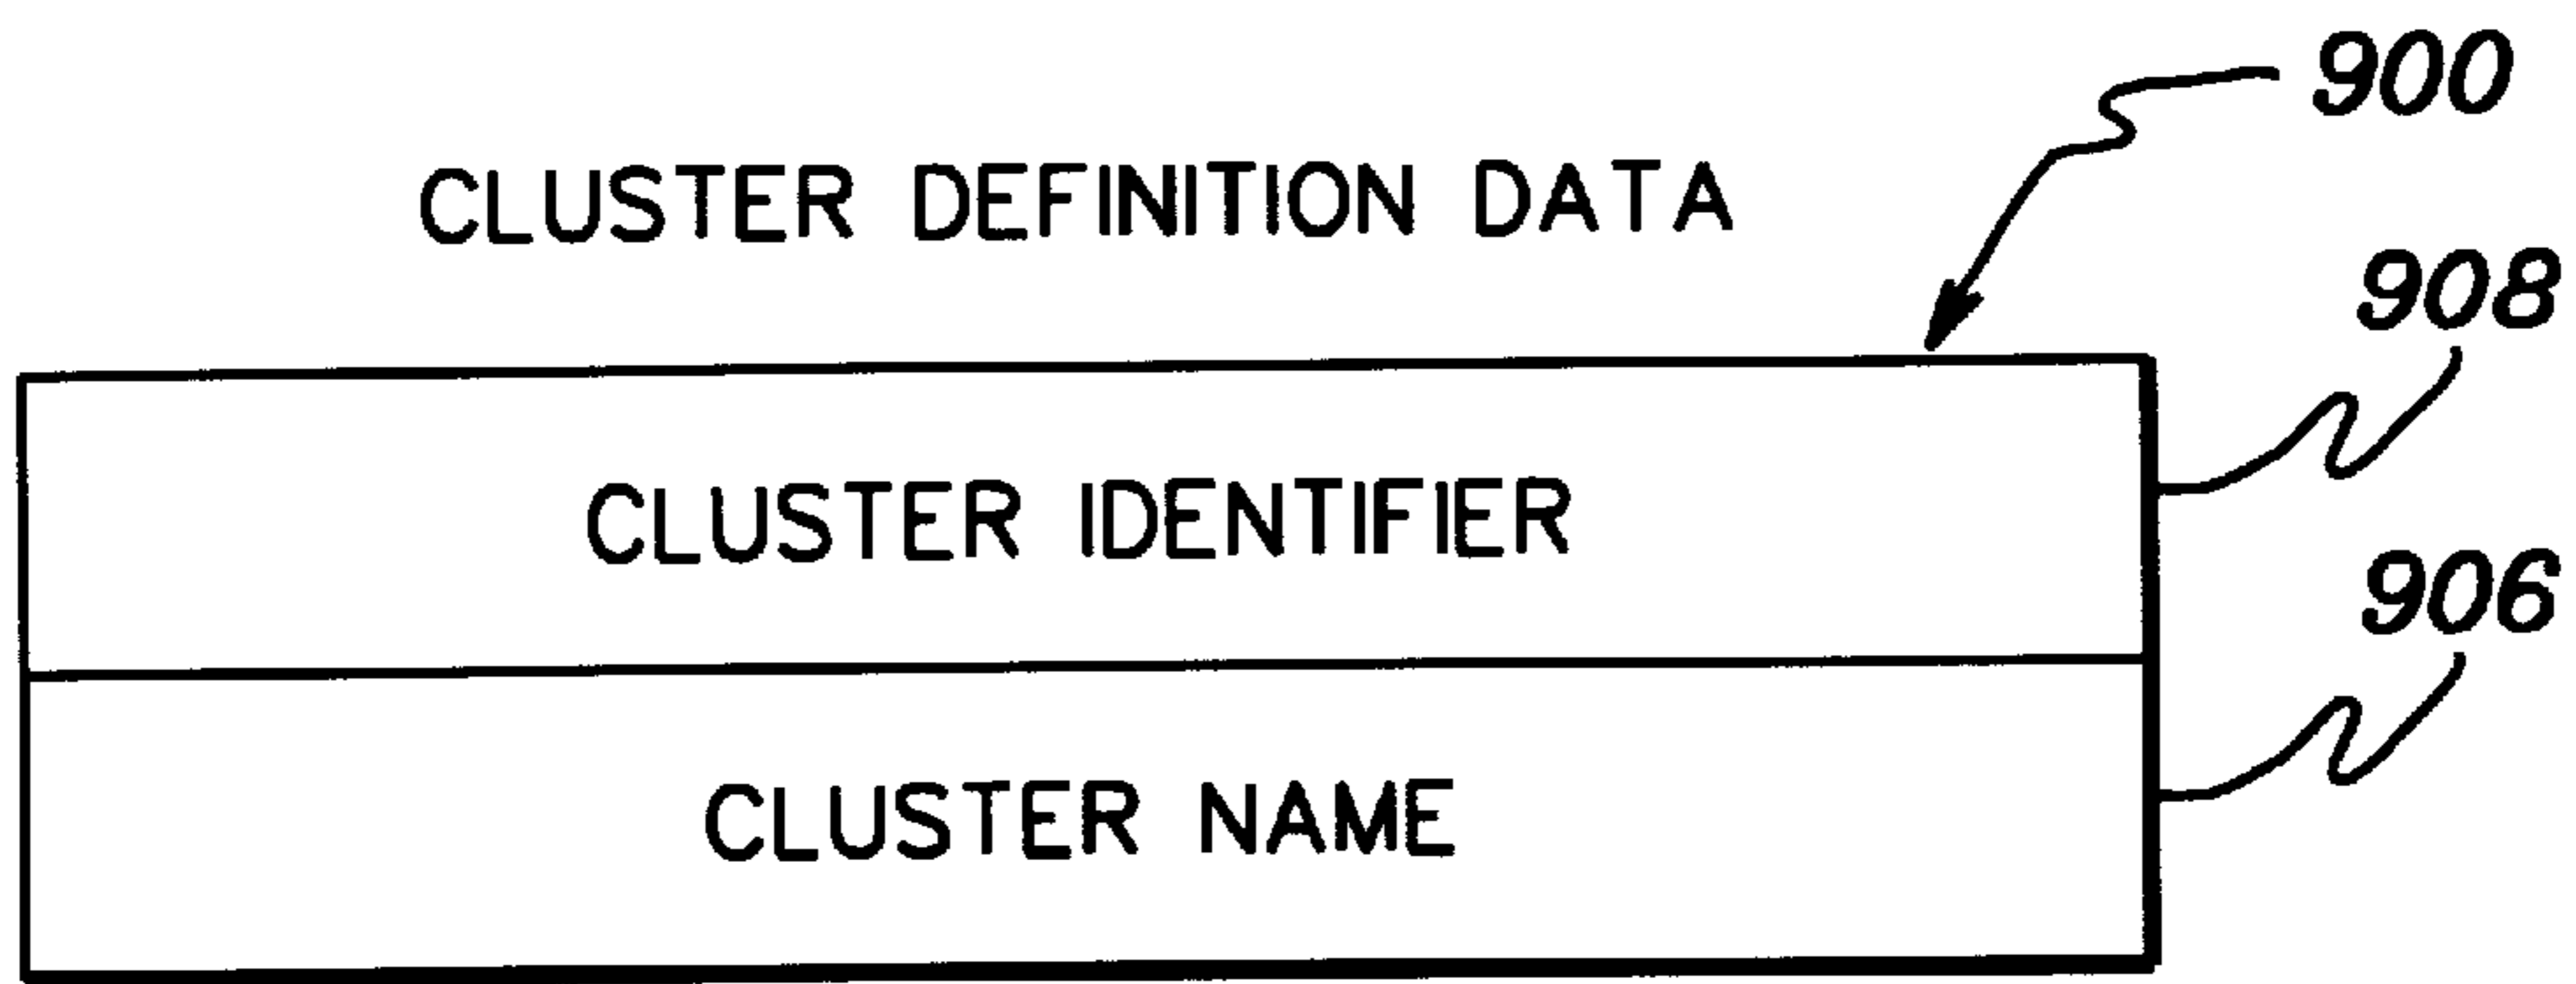 900
CLUSTER DEFINITION DATA
908
CLUSTER IDENTIFIER
906
CLUSTER NAME